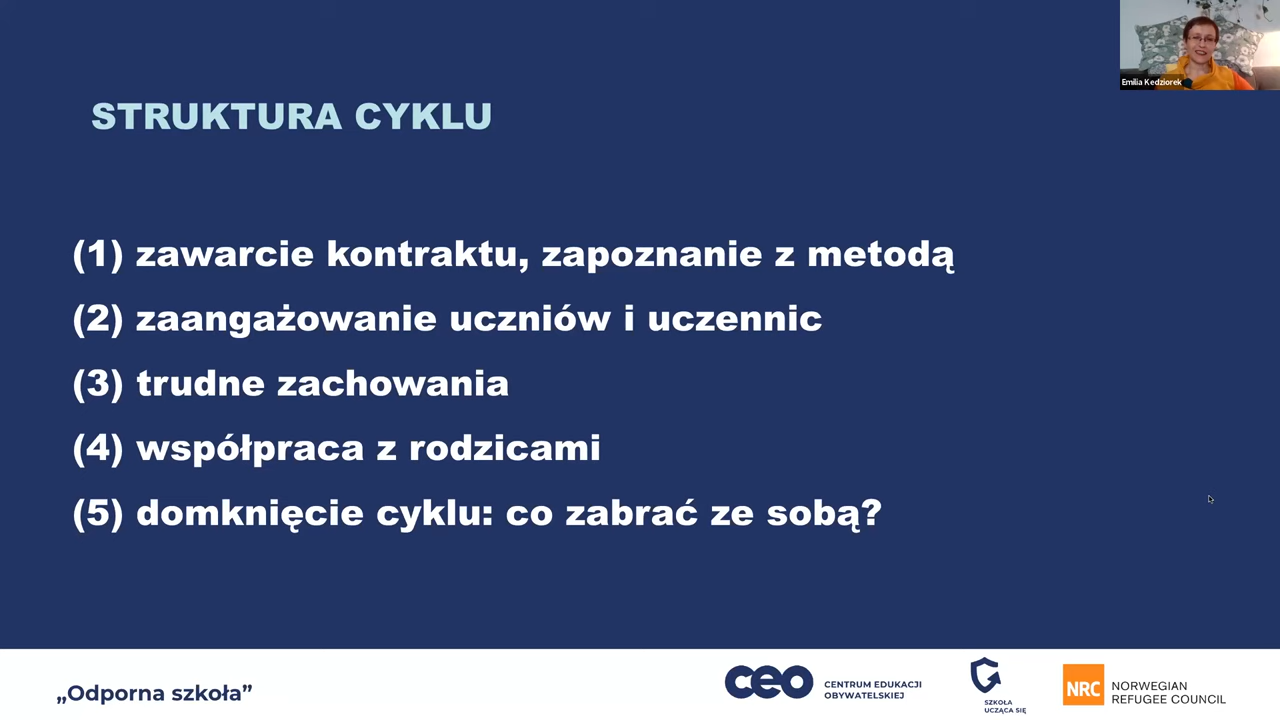 Emilia Kedziorek
STRUKTURA CYKLU
(1) zawarcie kontraktu, zapoznanie z metodą
(2) zaangażowanie uczniów i uczennic
(3) trudne zachowania
(4) współpraca z rodzicami
(5) domknięcie cyklu: co zabrać ze sobą?
„Odporna szkoła”
ceo
CENTRUM EDUKACJI
OBYWATELSKIEJ
SZKOŁA
UCZĄCA SIĘ
NRC
NORWEGIAN
REFUGEE COUNCIL